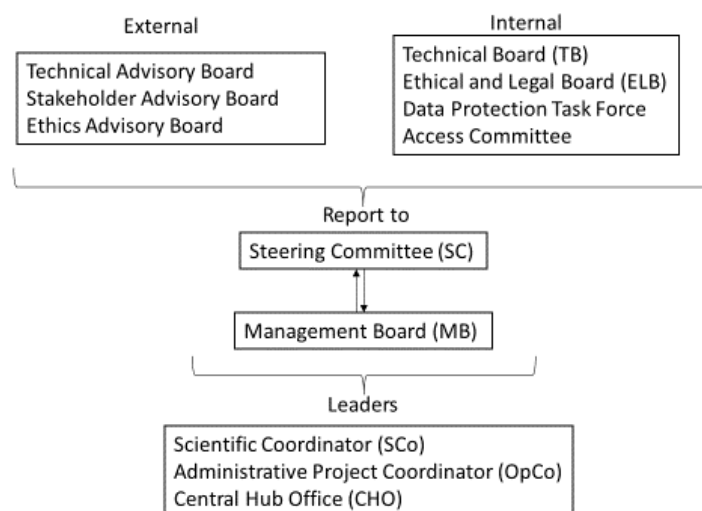 External
Internal
Technical Advisory Board
Stakeholder Advisory Board
Ethics Advisory Board
Technical Board (TB)
Ethical and Legal Board (ELB)
Data Protection Task Force
Access Committee
Report to
Steering Committee (SC)
Management Board (MB)
Leaders
Scientific Coordinator (SCo)
Administrative Project Coordinator (OpCo)
Central Hub Office (CHO)